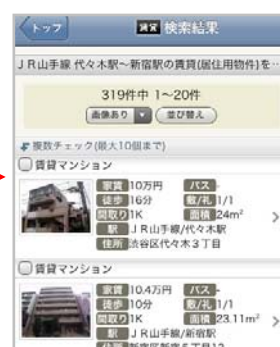 トップ
賃貸 検索結果
JR山手線 代々木駅～新宿駅の賃貸(居住用物件)を…
319件中 1～20件
画像あり 並び替え
複数チェック(最大10個まで)
賃貸マンション
家賃 10万円 バス -
徒歩 16分 敷/礼 1/1
間取り 1K 面積 24m²
駅 JR山手線/代々木駅
住所 渋谷区代々木3丁目
賃貸マンション
家賃 10.4万円 バス -
徒歩 10分 敷/礼 1/1
間取り 1K 面積 23.11m²
駅 JR山手線/新宿駅